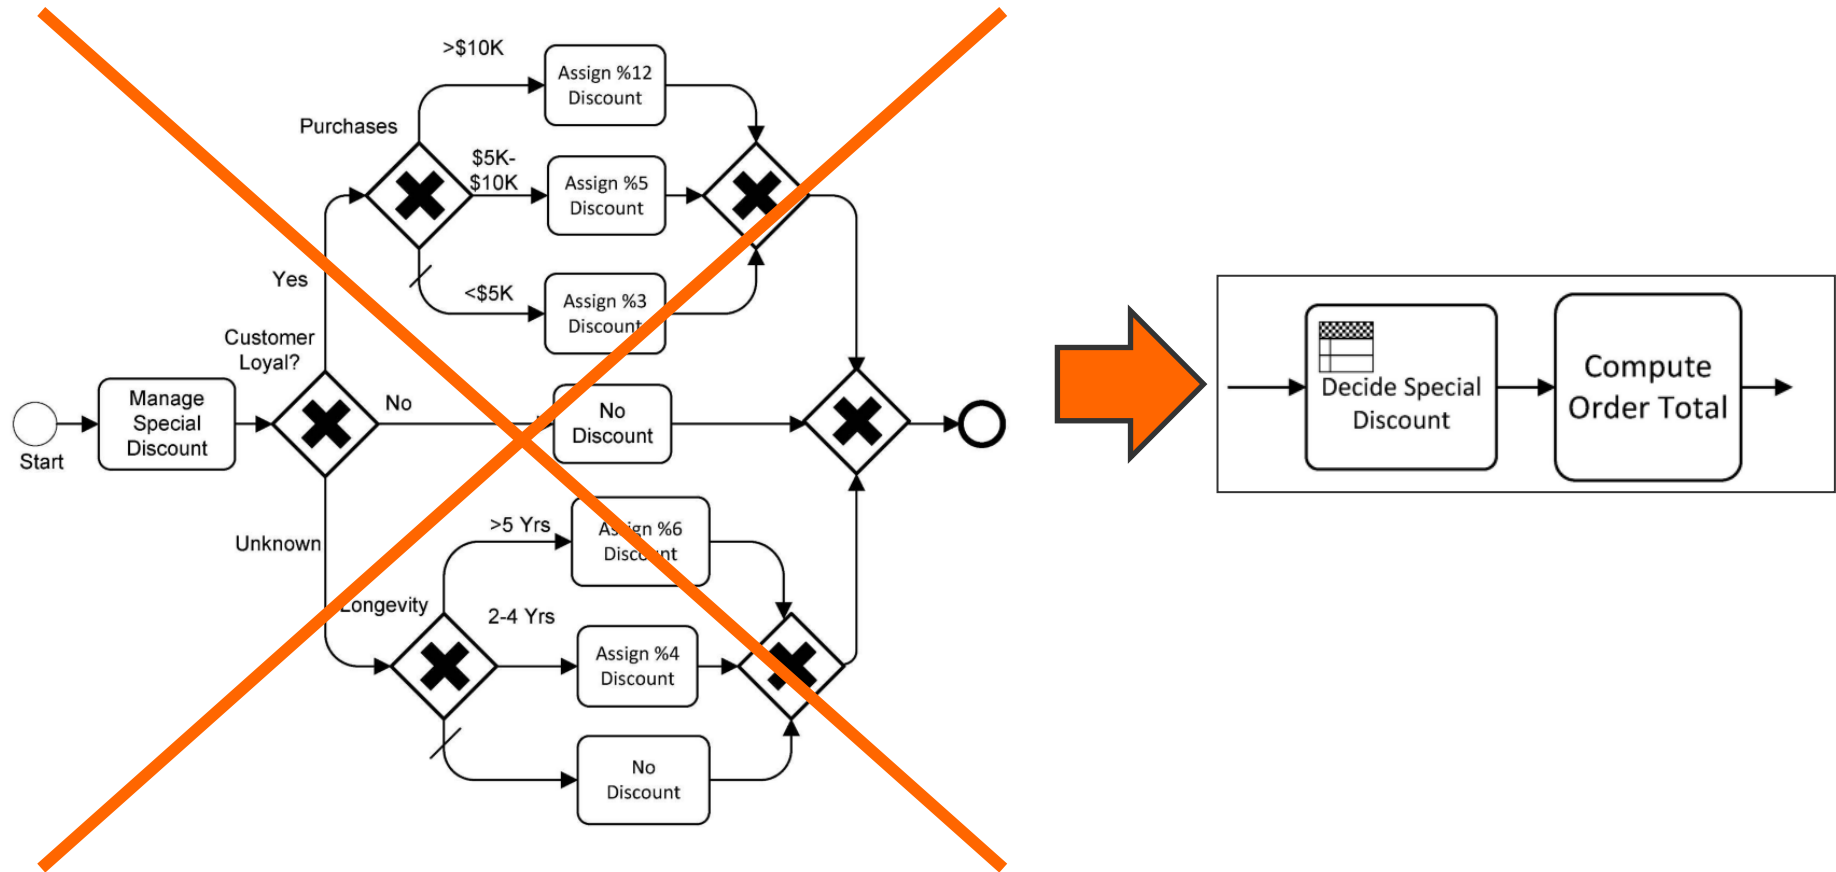 >$10K
Assign %12
Discount
Purchases
$5K-
$10K
Assign %5
Discount
Yes
<$5K
Assign %3
Discount
Customer
Loyal?
Manage
Special
Discount
No
No
Discount
Start
Unknown
>5 Yrs
Assign %6
Discount
Longevity
2-4 Yrs
Assign %4
Discount
No
Discount
Decide Special
Discount
Compute
Order Total